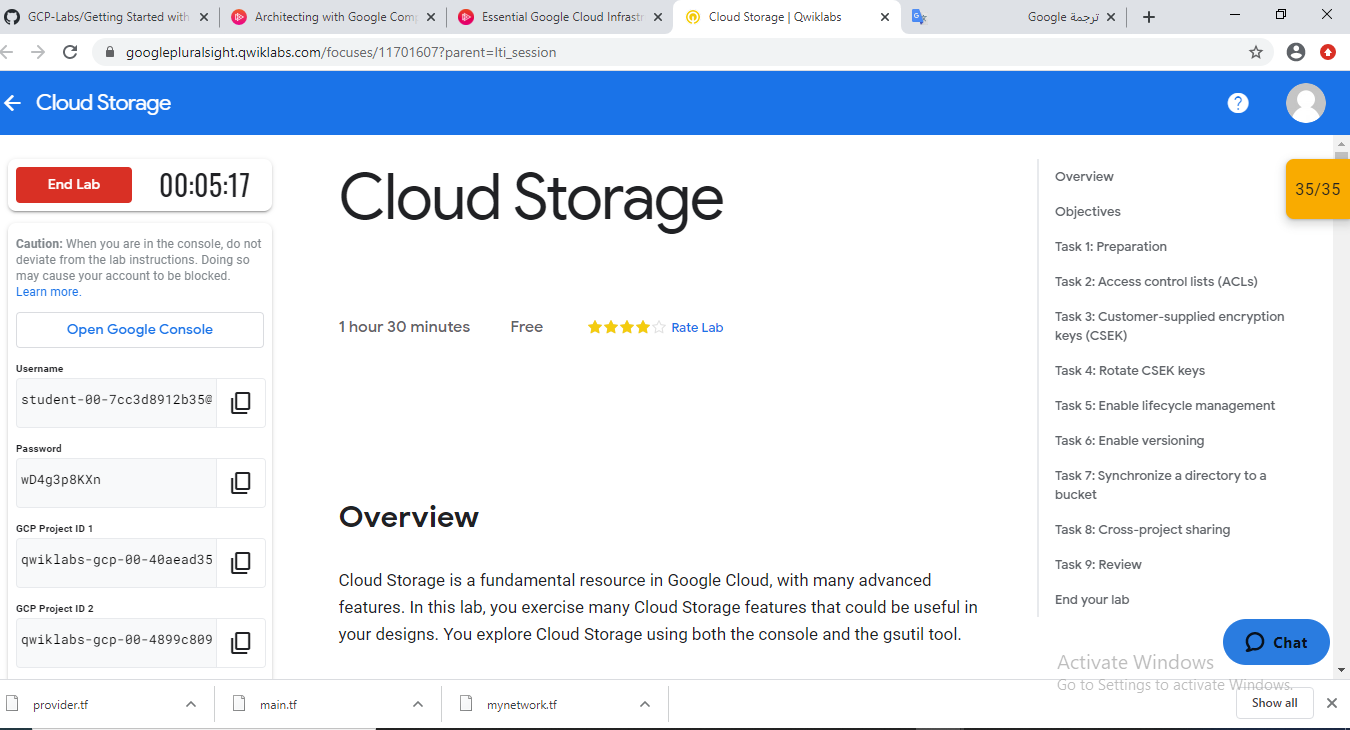 GCP-Labs/Getting Started with
Architecting with Google Comp
Essential Google Cloud Infrastr
Cloud Storage | Qwiklabs
ترجمة Google
googlepluralsight.qwiklabs.com/focuses/11701607?parent=lti_session
Cloud Storage
?
End Lab
00:05:17
Caution: When you are in the console, do not
deviate from the lab instructions. Doing so
may cause your account to be blocked.
Learn more.
Open Google Console
Username
student-00-7cc3d8912b35@
Password
wD4g3p8KXn
GCP Project ID 1
qwiklabs-gcp-00-40aead35
GCP Project ID 2
qwiklabs-gcp-00-4899c809
Cloud Storage
1 hour 30 minutes
Free
Rate Lab
Overview
Cloud Storage is a fundamental resource in Google Cloud, with many advanced
features. In this lab, you exercise many Cloud Storage features that could be useful in
your designs. You explore Cloud Storage using both the console and the gsutil tool.
Overview
Objectives
Task 1: Preparation
Task 2: Access control lists (ACLs)
Task 3: Customer-supplied encryption
keys (CSEK)
Task 4: Rotate CSEK keys
Task 5: Enable lifecycle management
Task 6: Enable versioning
Task 7: Synchronize a directory to a
bucket
Task 8: Cross-project sharing
Task 9: Review
End your lab
35/35
Chat
Activate Windows
Go to Settings to activate Windows.
provider.tf
main.tf
mynetwork.tf
Show all